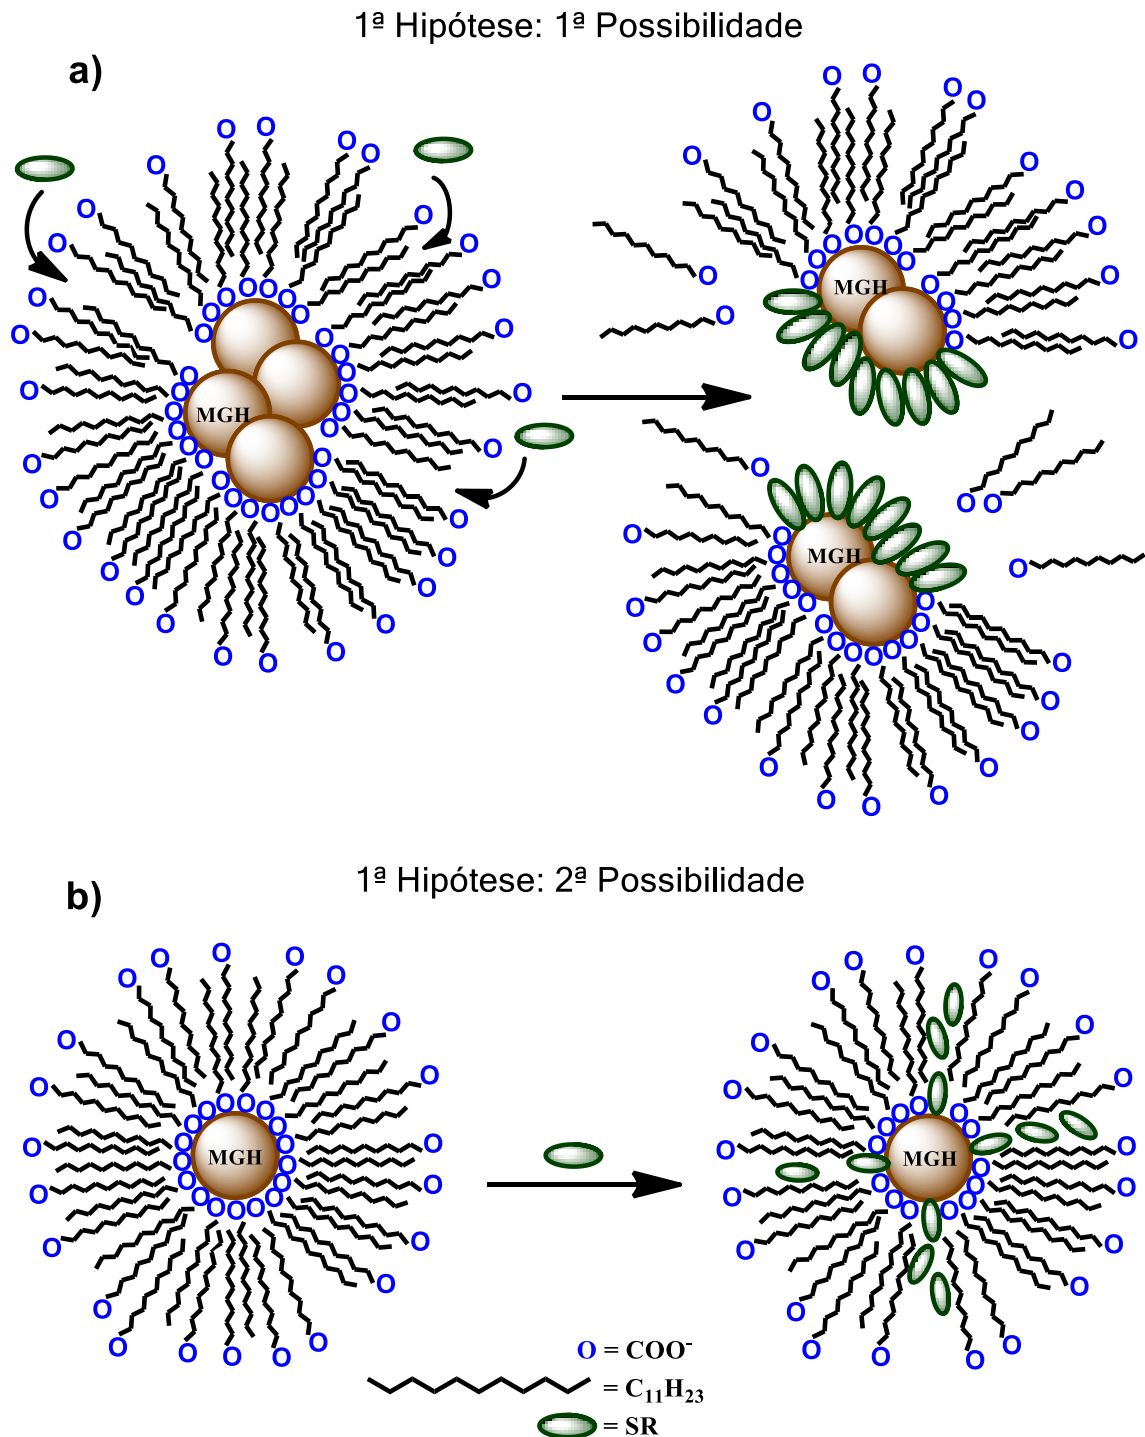 1ª Hipótese: 1ª Possibilidade
a)
MGH
MGH
MGH
1ª Hipótese: 2ª Possibilidade
b)
MGH
MGH
O = COO⁻
= C₁₁H₂₃
= SR